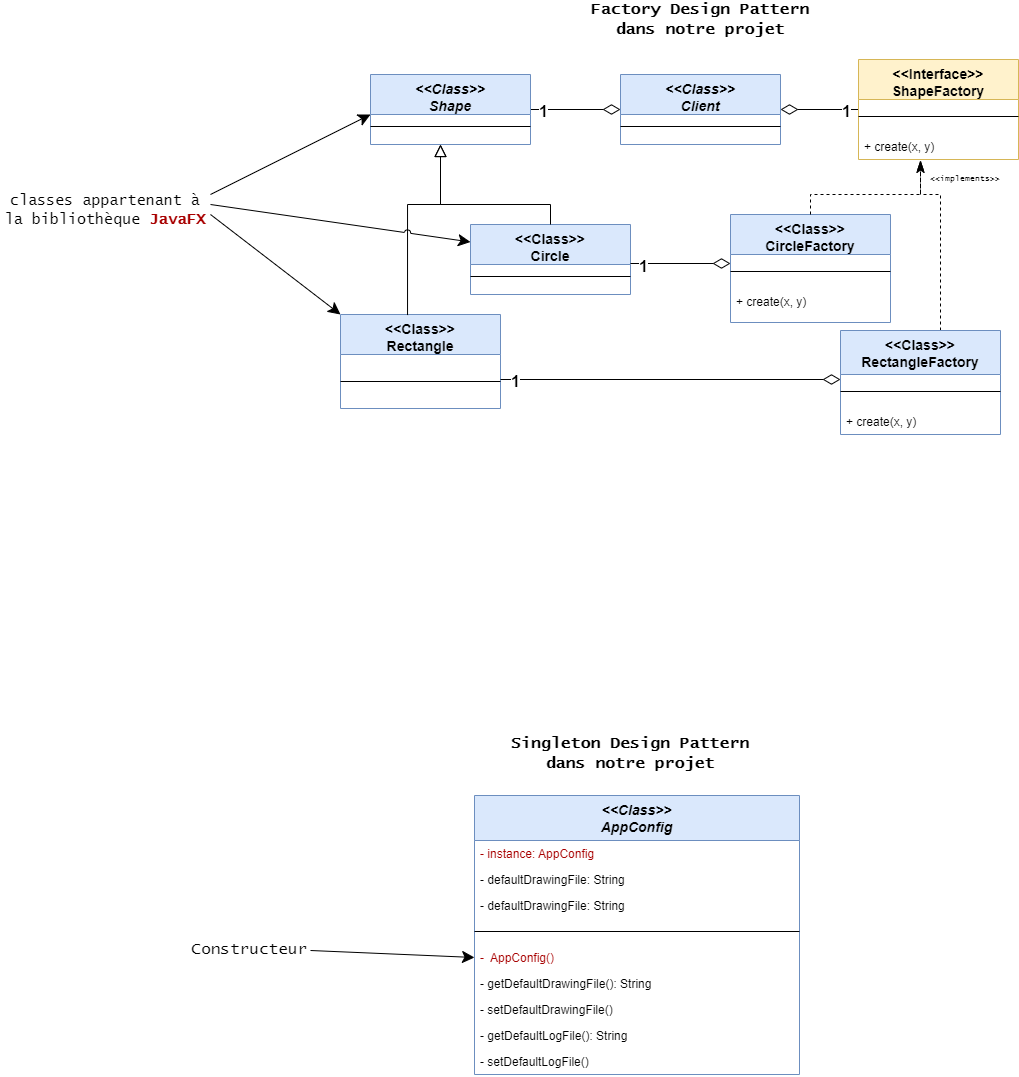 Factory Design Pattern
dans notre projet
<<Class>>
Shape
1
<<Class>>
Client
1
<<Interface>>
ShapeFactory
+ create(x, y)
<<implements>>
classes appartenant à
la bibliothèque JavaFX
<<Class>>
Circle
1
<<Class>>
CircleFactory
+ create(x, y)
<<Class>>
Rectangle
1
<<Class>>
RectangleFactory
+ create(x, y)
Singleton Design Pattern
dans notre projet
<<Class>>
AppConfig
- instance: AppConfig
- defaultDrawingFile: String
- defaultDrawingFile: String
Constructeur
- AppConfig()
- getDefaultDrawingFile(): String
- setDefaultDrawingFile()
- getDefaultLogFile(): String
- setDefaultLogFile()